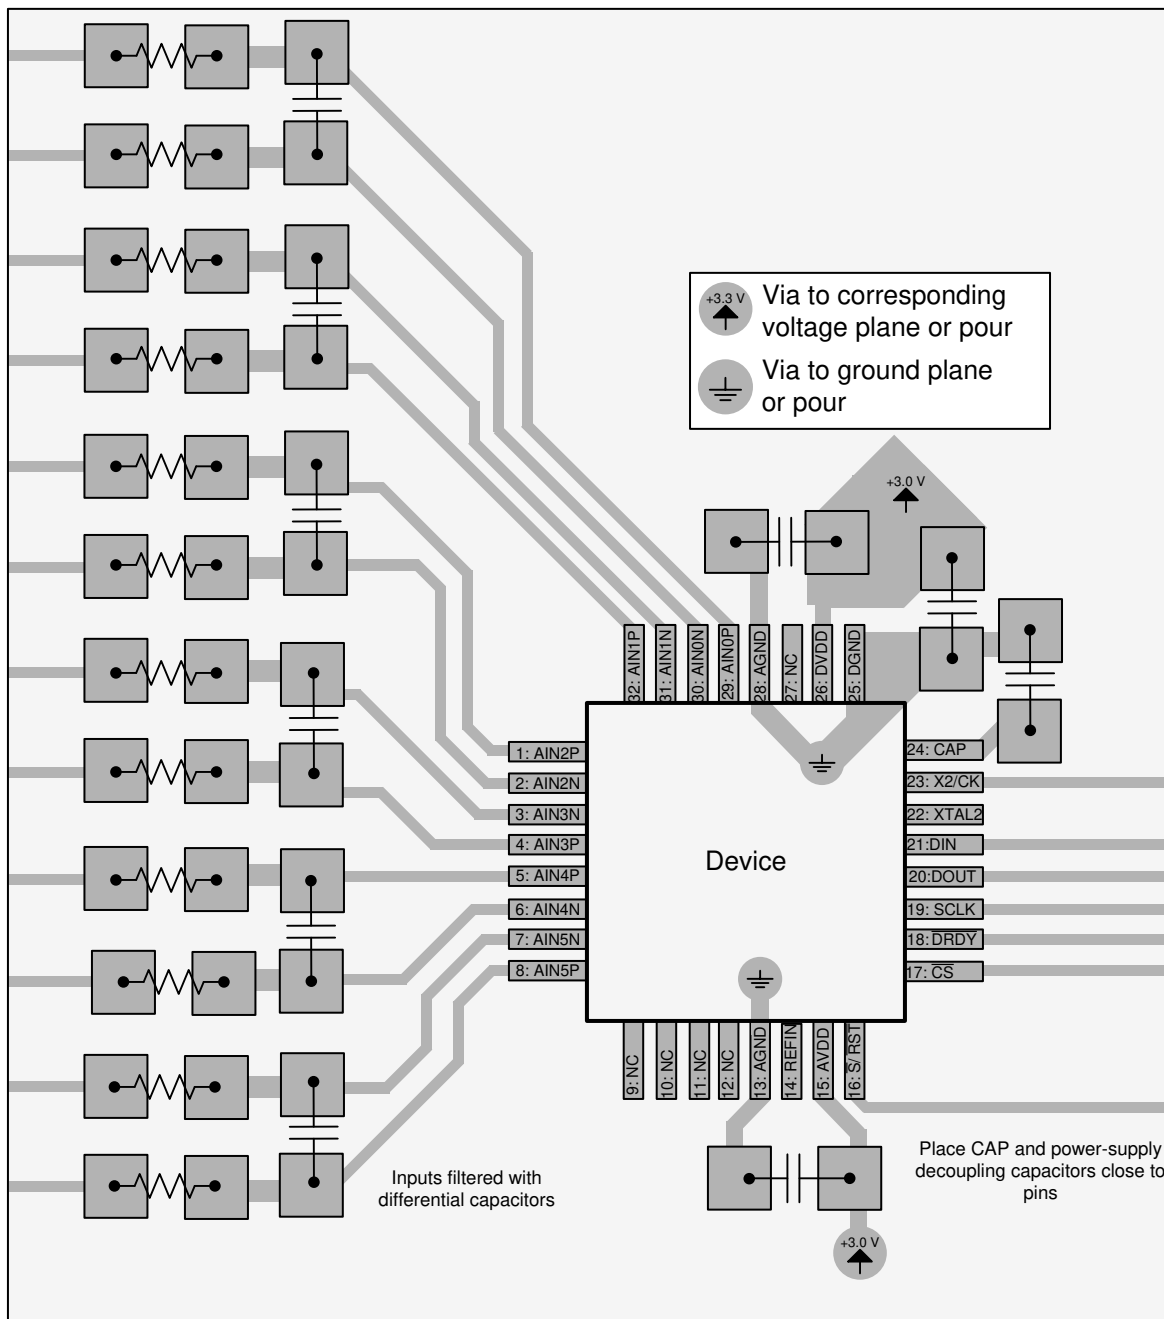 +3.3 V
Via to corresponding
voltage plane or pour
Via to ground plane
or pour
+3.0 V
32: AIN1P
31: AIN1N
30: AIN0N
29: AIN0P
28: AGND
27: NC
26: DVDD
25: DGND
1: AIN2P
2: AIN2N
3: AIN3N
4: AIN3P
5: AIN4P
6: AIN4N
7: AIN5N
8: AIN5P
Device
24: CAP
23: X2/CK
22: XTAL2
21:DIN
20:DOUT
19: SCLK
18: DRDY
17: CS
9: NC
10: NC
11: NC
12: NC
13: AGND
14: REFIN
15: AVDD
16: S/ RST
Inputs filtered with
differential capacitors
Place CAP and power-supply
decoupling capacitors close to
pins
+3.0 V